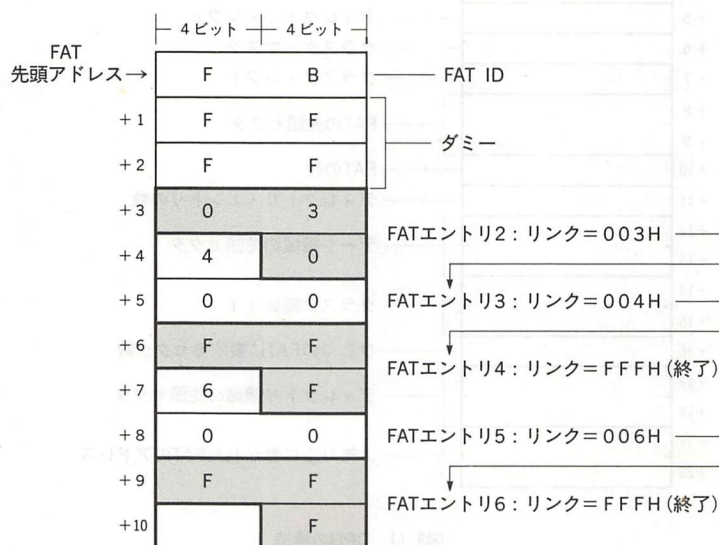 4ビット 4ビット
FAT
先頭アドレス→ F B FAT ID
+1 F F
ダミー
+2 F F
+3 0 3
FATエントリ2：リンク＝003H
+4 4 0
+5 0 0 FATエントリ3：リンク＝004H
+6 F F
FATエントリ4：リンク＝FFFH（終了）
+7 6 F
+8 0 0 FATエントリ5：リンク＝006H
+9 F F
FATエントリ6：リンク＝FFFH（終了）
+10 F